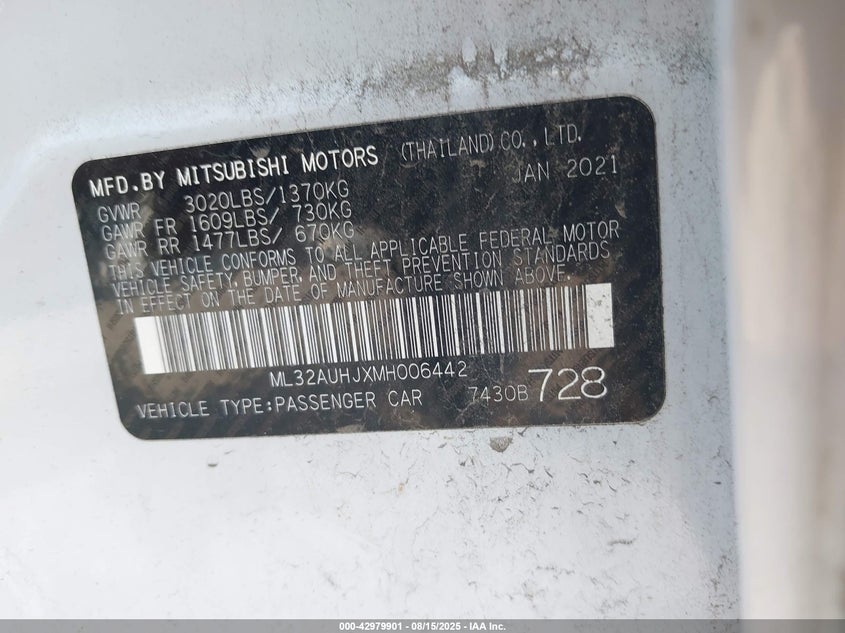 MFD.BY MITSUBISHI MOTORS (THAILAND)CO.,LTD.
JAN 2021
GVWR 3020LBS/1370KG
GAWR FR 1609LBS/ 730KG
GAWR RR 1477LBS/ 670KG
THIS VEHICLE CONFORMS TO ALL APPLICABLE FEDERAL MOTOR
VEHICLE SAFETY, BUMPER, AND THEFT PREVENTION STANDARDS
IN EFFECT ON THE DATE OF MANUFACTURE SHOWN ABOVE.
ML32AUHJXMH006442
VEHICLE TYPE:PASSENGER CAR 7430B 728
000-42979901 - 08/15/2025 - IAA Inc.